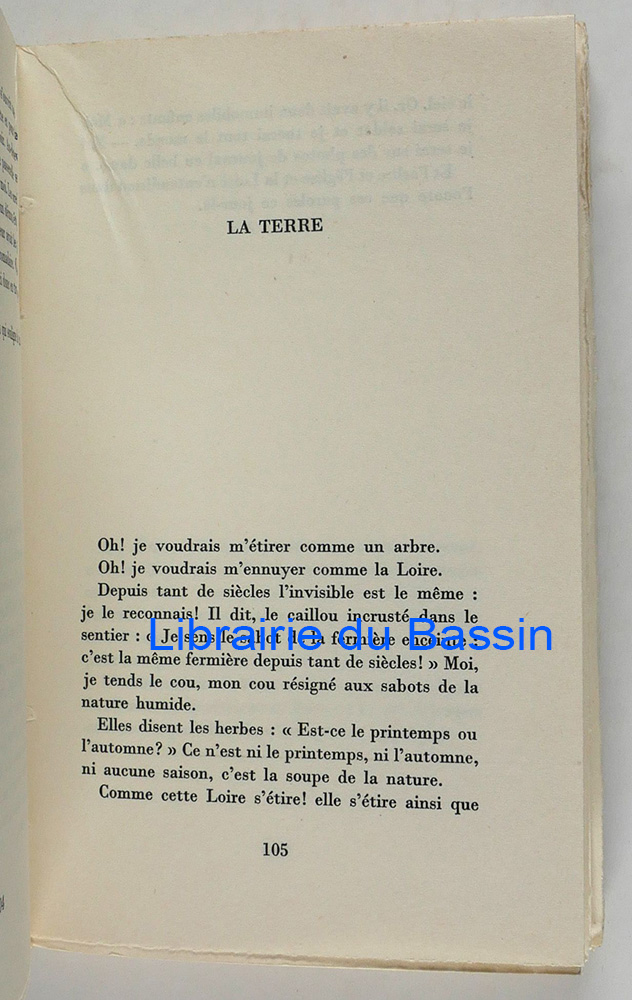 LA TERRE
Oh! je voudrais m'étirer comme un arbre.
Oh! je voudrais m'ennuyer comme la Loire.
Depuis tant de siècles l'invisible est le même :
je le reconnais! Il dit, le caillou incrusté dans le
sentier : « Je sens le sabot de la fermière enceinte :
Librairie du Bassin
c'est la même fermière depuis tant de siècles! » Moi,
je tends le cou, mon cou résigné aux sabots de la
nature humide.
Elles disent les herbes : « Est-ce le printemps ou
l'automne? » Ce n'est ni le printemps, ni l'automne,
ni aucune saison, c'est la soupe de la nature.
Comme cette Loire s'étire! elle s'étire ainsi que
105